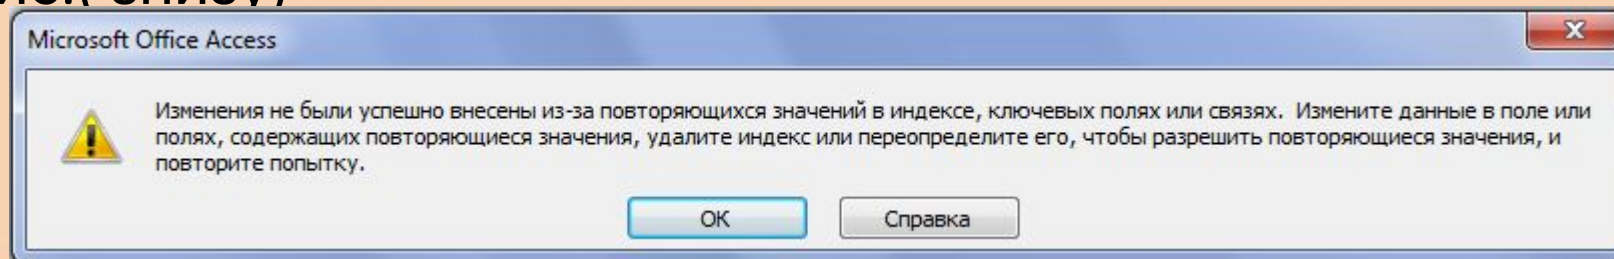 Microsoft Office Access
Изменения не были успешно внесены из-за повторяющихся значений в индексе, ключевых полях или связях. Измените данные в поле или
полях, содержащих повторяющиеся значения, удалите индекс или переопределите его, чтобы разрешить повторяющиеся значения, и
повторите попытку.
ОК
Справка